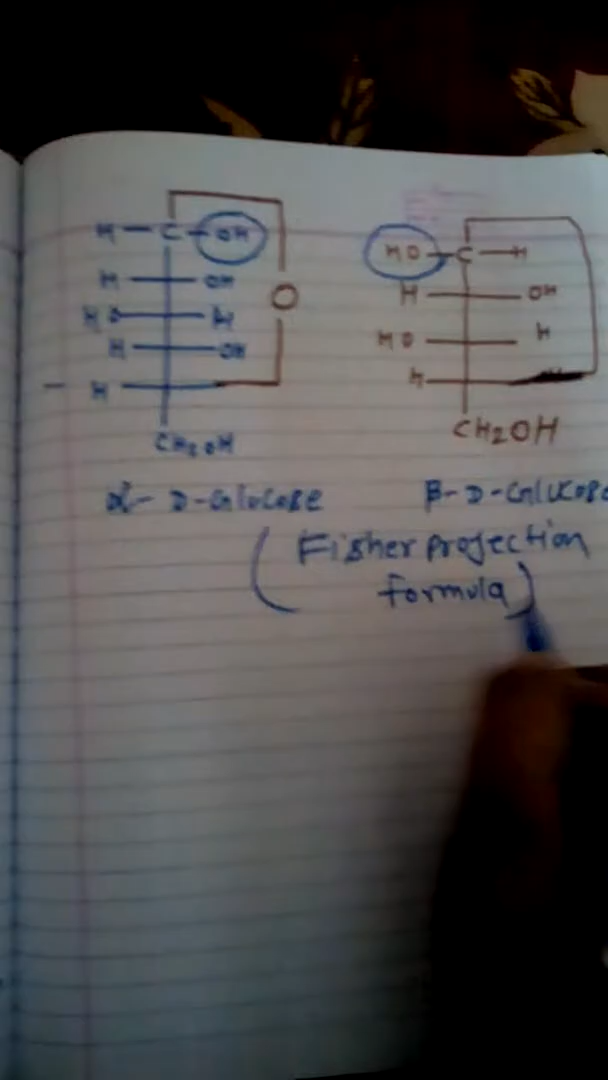 H-C-OH
H OH
HO H
H OH
O
H
CH2OH
α-D-Glucose
HO-C-H
H OH
HO H
H
CH2OH
β-D-Glucose
(Fisher projection
formula)